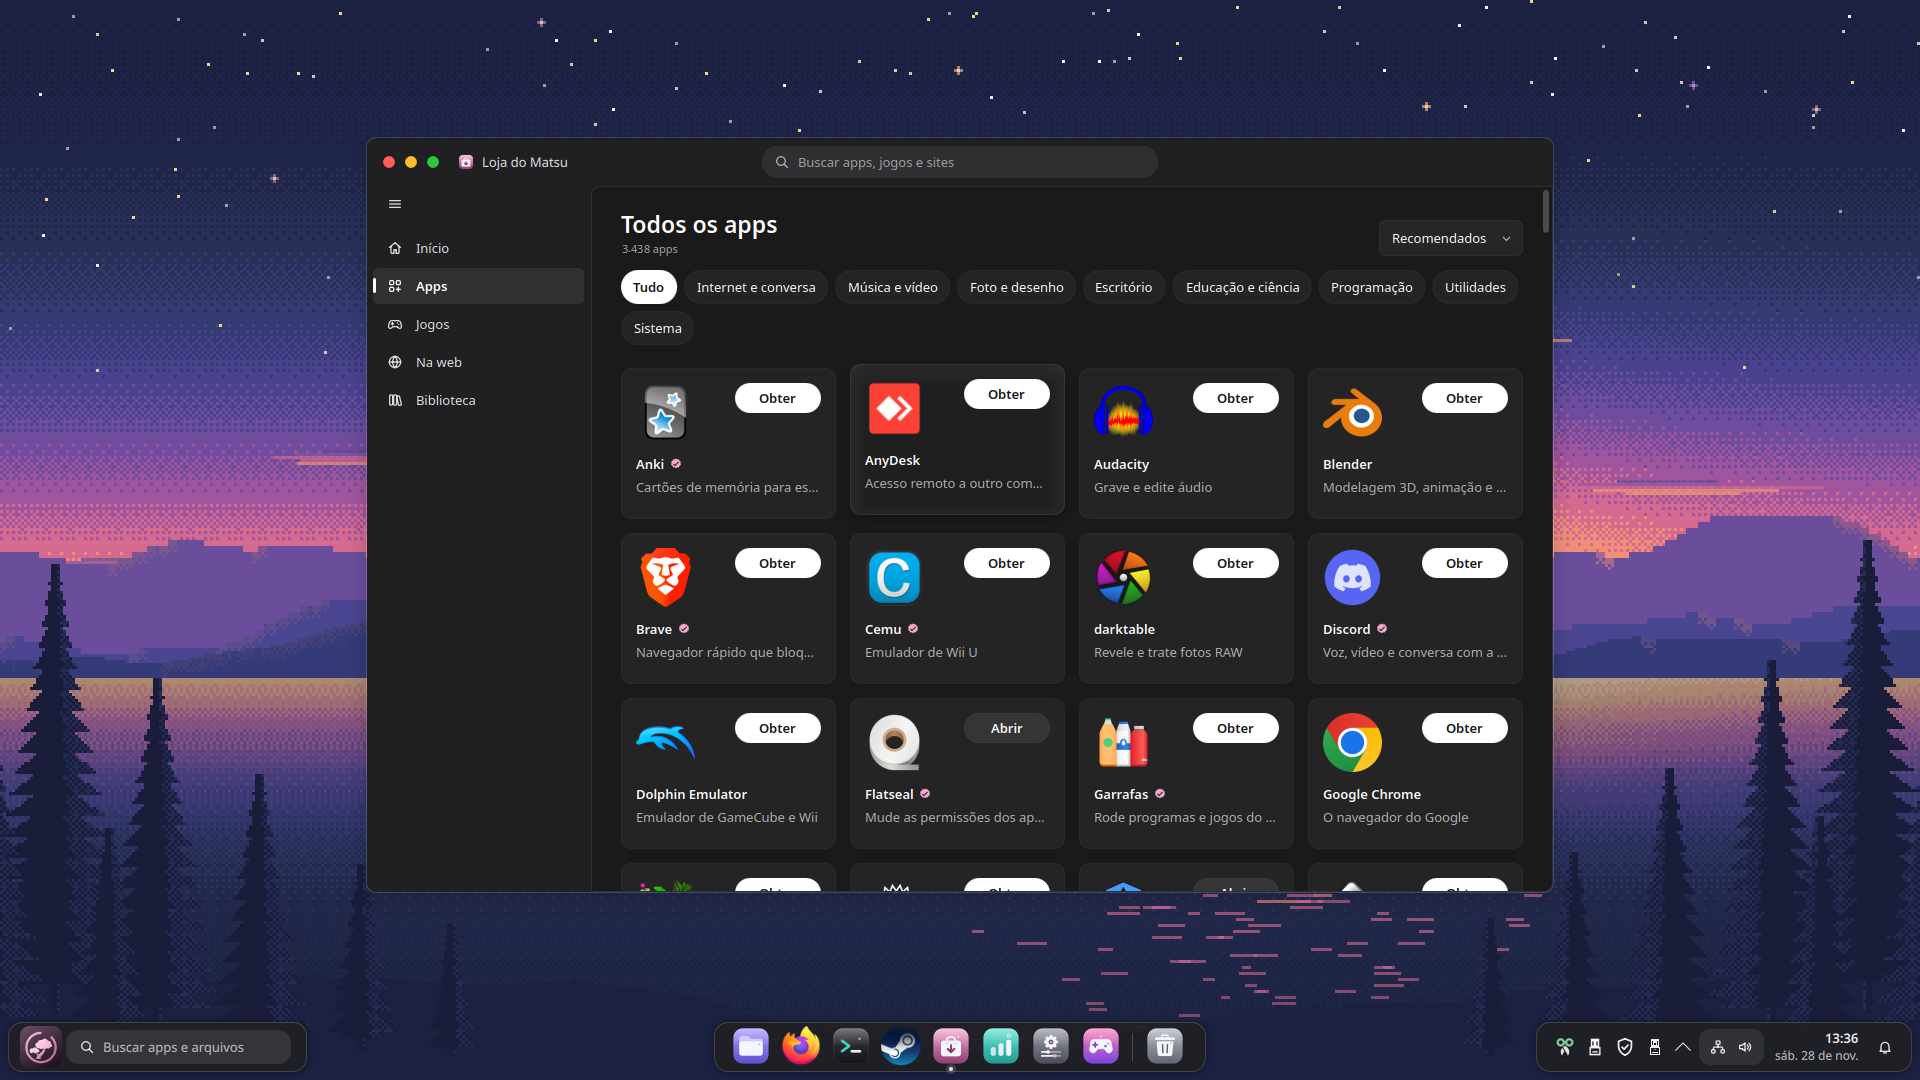 Loja do Matsu
Buscar apps, jogos e sites
Início
Apps
Jogos
Na web
Biblioteca
Todos os apps
3.438 apps
Recomendados
Tudo
Internet e conversa
Música e vídeo
Foto e desenho
Escritório
Educação e ciência
Programação
Utilidades
Sistema
Obter
Anki
Cartões de memória para es...
Obter
AnyDesk
Acesso remoto a outro com...
Obter
Audacity
Grave e edite áudio
Obter
Blender
Modelagem 3D, animação e ...
Obter
Brave
Navegador rápido que bloq...
Obter
Cemu
Emulador de Wii U
Obter
darktable
Revele e trate fotos RAW
Obter
Discord
Voz, vídeo e conversa com a ...
Obter
Dolphin Emulator
Emulador de GameCube e Wii
Abrir
Flatseal
Mude as permissões dos ap...
Obter
Garrafas
Rode programas e jogos do ...
Obter
Google Chrome
O navegador do Google
Obter
Obter
Abrir
Obter
Buscar apps e arquivos
13:36
sáb. 28 de nov.